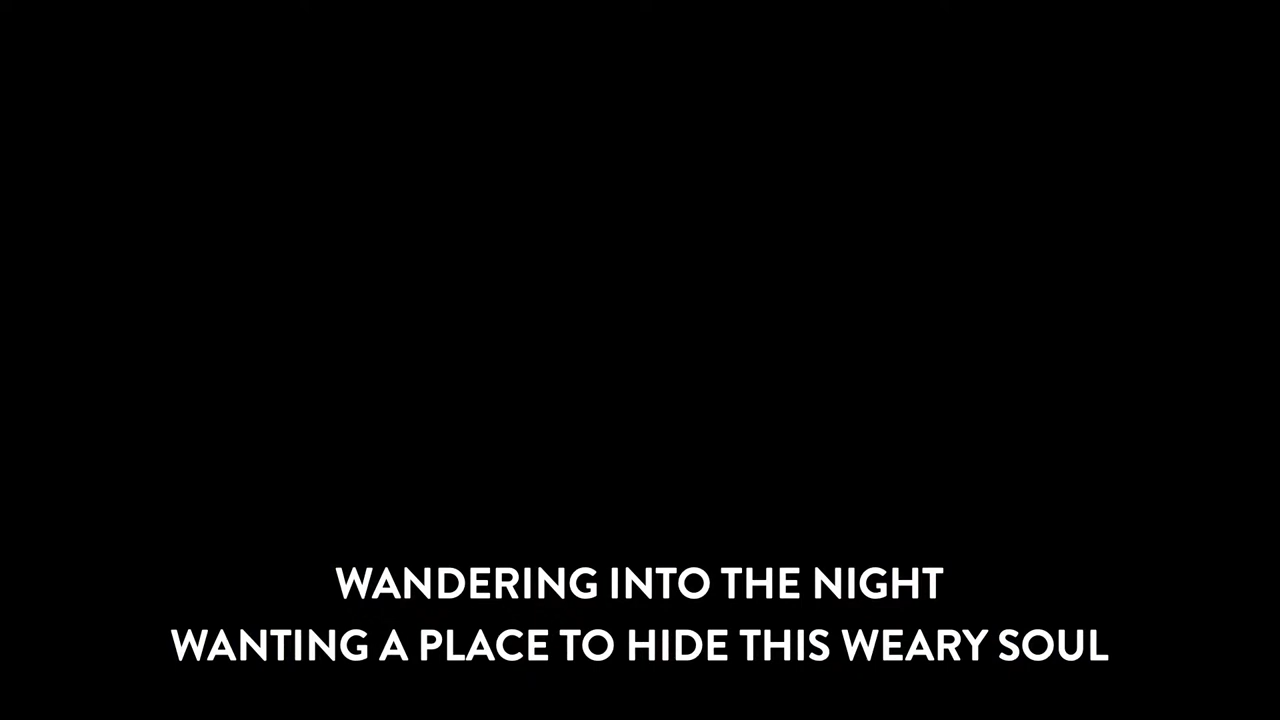 WANDERING INTO THE NIGHT
WANTING A PLACE TO HIDE THIS WEARY SOUL